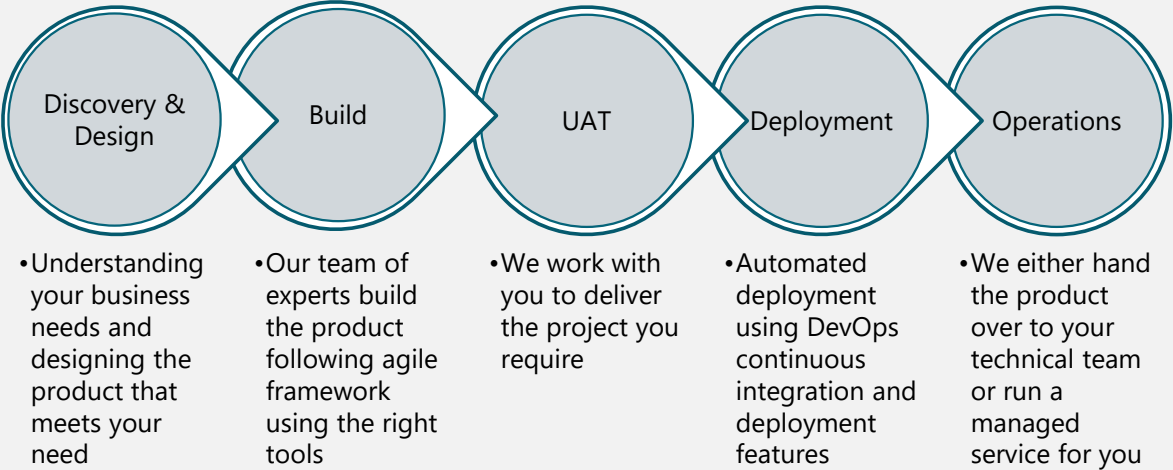 Discovery &
Design
Build
UAT
Deployment
Operations
•Understanding
your business
needs and
designing the
product that
meets your
need
•Our team of
experts build
the product
following agile
framework
using the right
tools
•We work with
you to deliver
the project you
require
•Automated
deployment
using DevOps
continuous
integration and
deployment
features
•We either hand
the product
over to your
technical team
or run a
managed
service for you